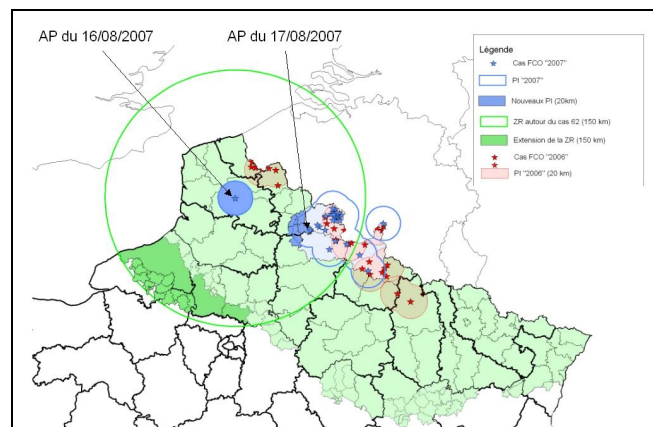 AP du 16/08/2007
AP du 17/08/2007
Légende
Cas FCO "2007"
PI "2007"
Nouveaux PI (20km)
ZR autour du cas 62 (150 km)
Extension de la ZR (150 km)
Cas FCO "2006"
PI "2006" (20 km)